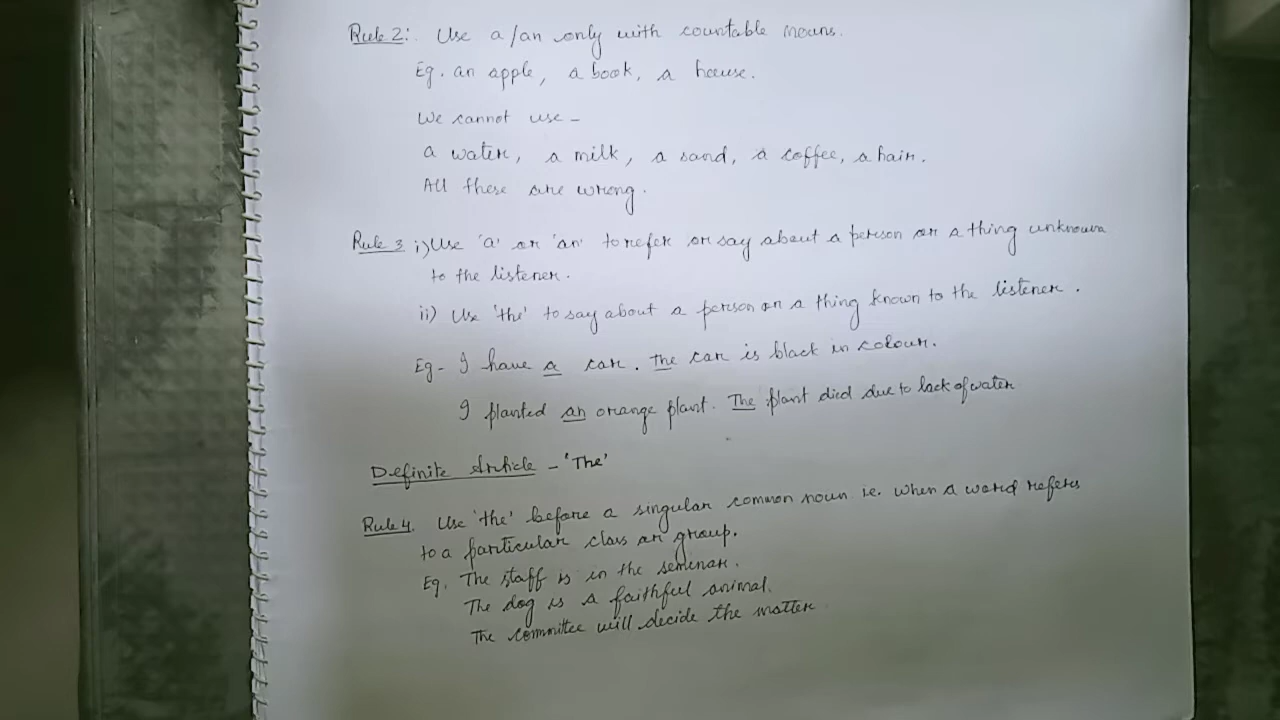 Rule 2:. Use a/an only with countable nouns.
Eg. an apple, a book, a house.
We cannot use -
a water, a milk, a sand, a coffee, a hair.
All these are wrong.
Rule 3 i) Use 'a' or 'an' to refer or say about a person or a thing unknown
to the listener.
ii) Use 'the' to say about a person or a thing known to the listener.
Eg - I have a car. The car is black in colour.
I planted an orange plant. The plant died due to lack of water
Definite Article - 'The'
Rule 4. Use 'the' before a singular common noun i.e. when a word refers
to a particular class or group.
Eg. The staff is in the seminar.
The dog is a faithful animal.
The committee will decide the matter